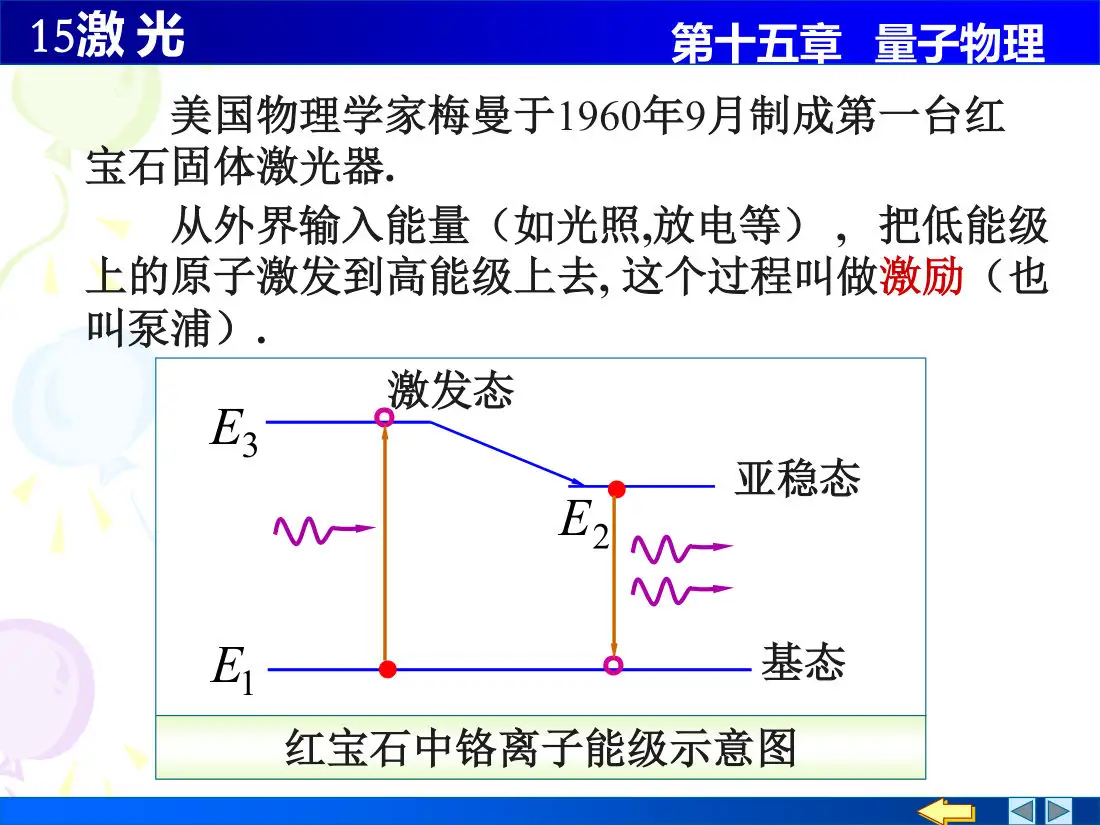 15激 光
第十五章 量子物理
美国物理学家梅曼于1960年9月制成第一台红
宝石固体激光器.
从外界输入能量（如光照,放电等）, 把低能级
上的原子激发到高能级上去, 这个过程叫做激励（也
叫泵浦）.
激发态
E3
亚稳态
E2
E1
基态
红宝石中铬离子能级示意图